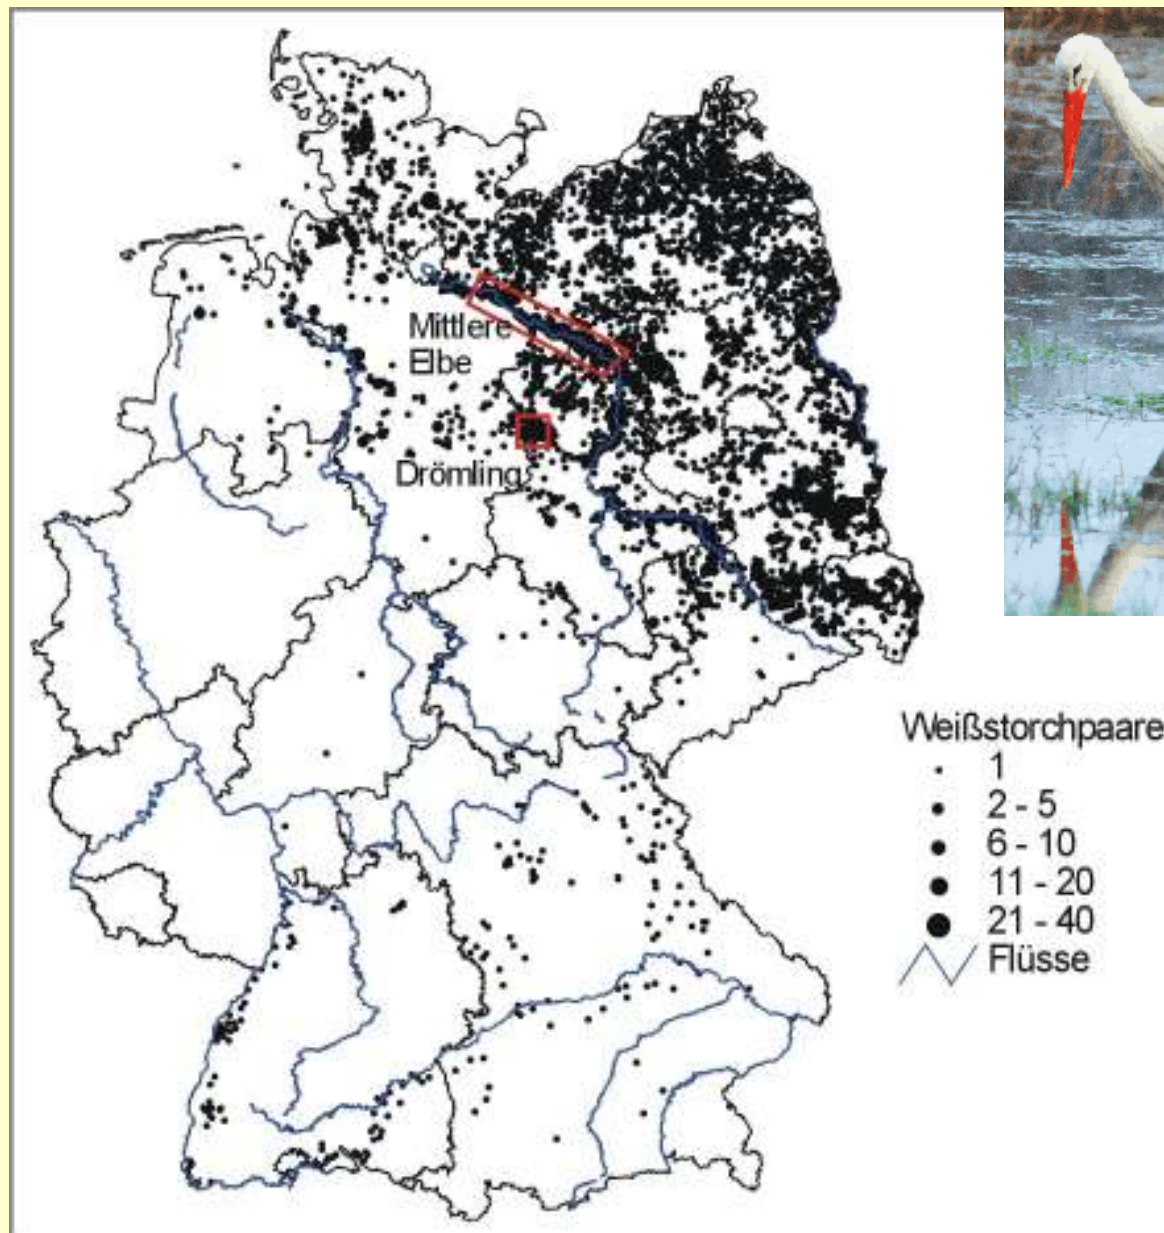 Mittlere
Elbe
Drömling
Weißstorchpaare
1
2 - 5
6 - 10
11 - 20
21 - 40
Flüsse